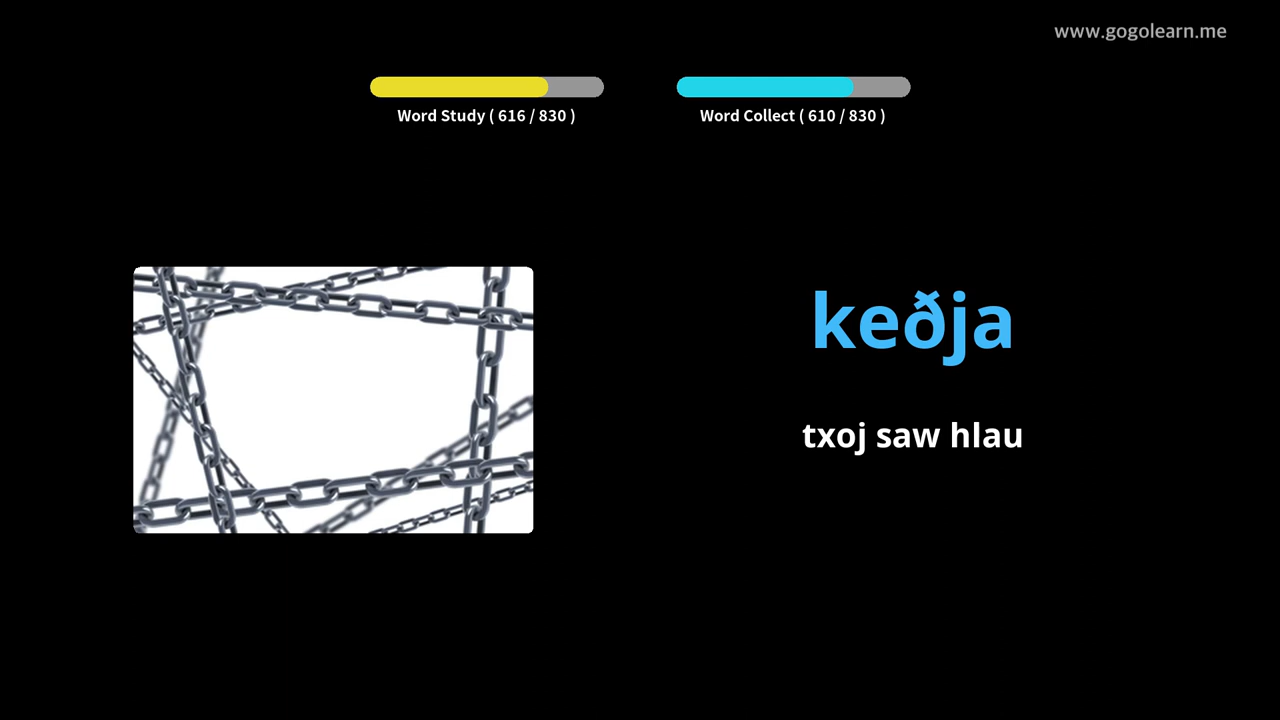 www.gogolearn.me
Word Study ( 616 / 830 )
Word Collect ( 610 / 830 )
keðja
txoj saw hlau